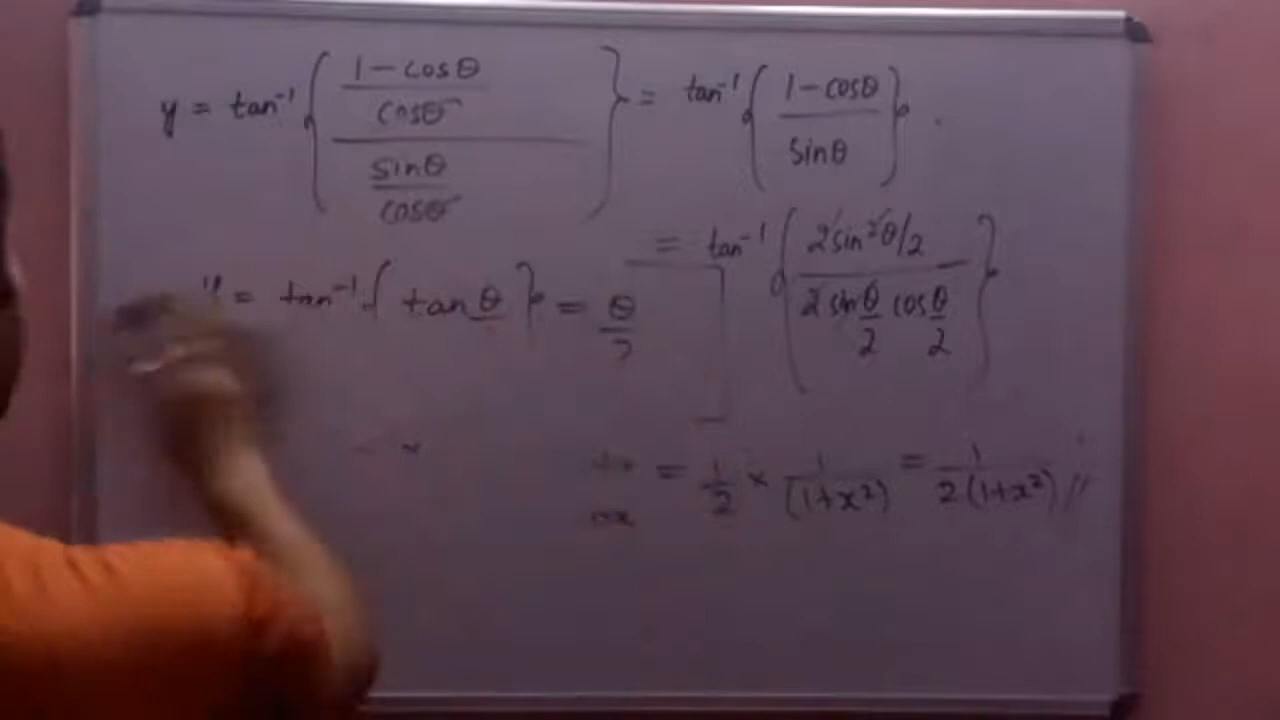 y = tan⁻¹ { (1 - cosθ / cosθ) / (sinθ / cosθ) } = tan⁻¹ { 1 - cosθ / sinθ }
= tan⁻¹ { 2 sin² θ/2 / 2 sin θ/2 cos θ/2 }
y = tan⁻¹ { tan θ } = θ/2
= 1/2 × 1/(1+x²) = 1/2(1+x²) //